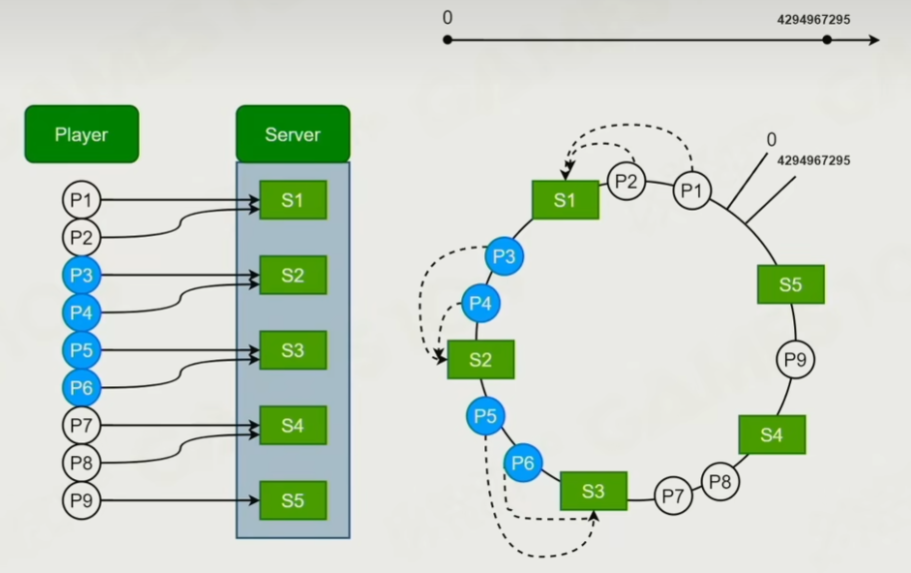 0
4294967295
Player
Server
P1
P2
P3
P4
P5
P6
P7
P8
P9
S1
S2
S3
S4
S5
0
4294967295
P2
P1
S1
P3
P4
S2
P5
P6
S3
P7
P8
S4
P9
S5